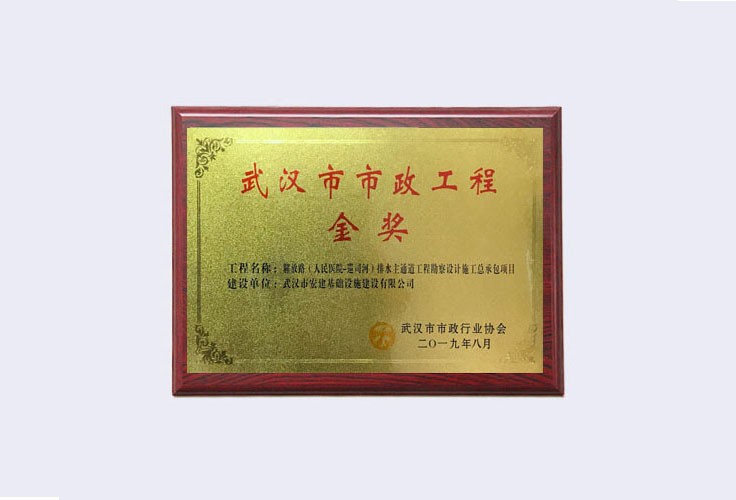 武汉市市政工程
金奖
工程名称：解放路（人民医院-巡司河）排水主通道工程勘察设计施工总承包项目
建设单位：武汉市宏建基础设施建设有限公司
武汉市市政行业协会
二〇一九年八月